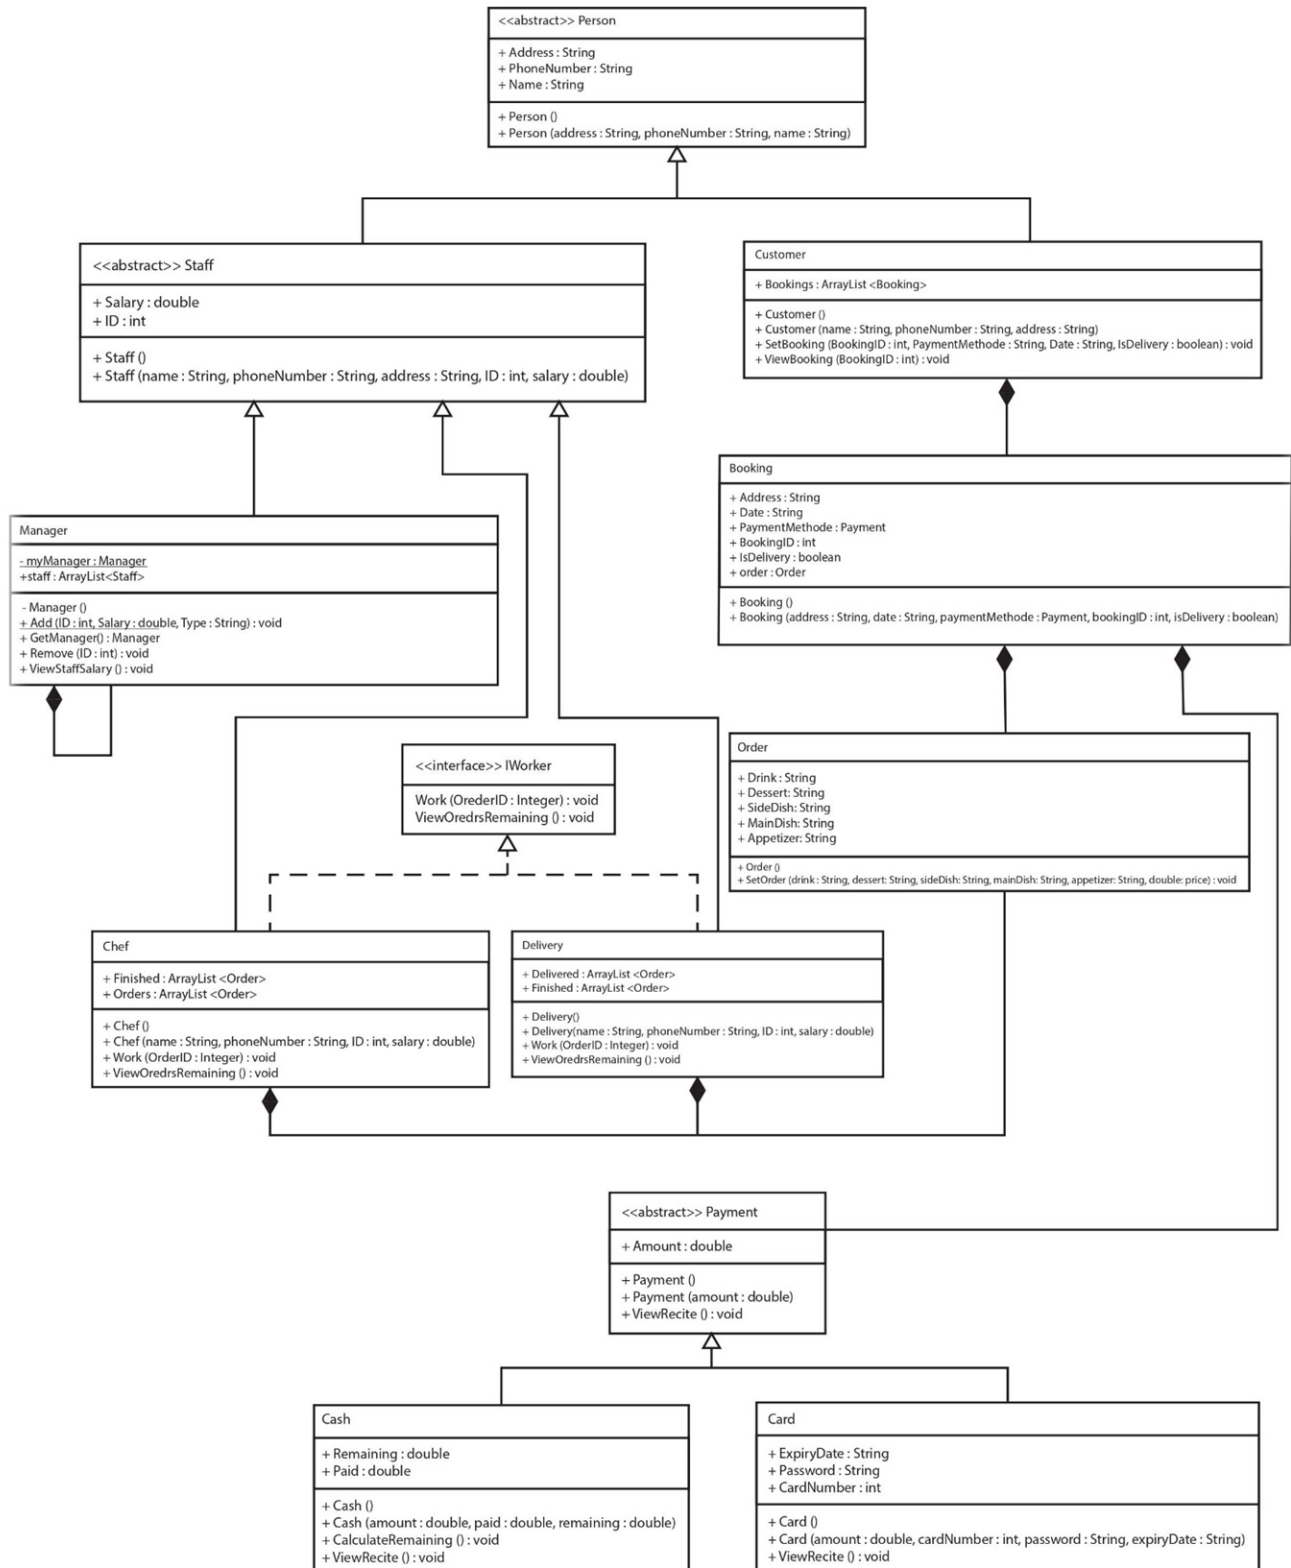 <<abstract>> Person
+ Address : String
+ PhoneNumber : String
+ Name : String
+ Person ()
+ Person (address : String, phoneNumber : String, name : String)
<<abstract>> Staff
+ Salary : double
+ ID : int
+ Staff ()
+ Staff (name : String, phoneNumber : String, address : String, ID : int, salary : double)
Customer
+ Bookings : ArrayList <Booking>
+ Customer ()
+ Customer (name : String, phoneNumber : String, address : String)
+ SetBooking (BookingID : int, PaymentMethode : String, Date : String, IsDelivery : boolean) : void
+ ViewBooking (BookingID : int) : void
Booking
+ Address : String
+ Date : String
+ PaymentMethode : Payment
+ BookingID : int
+ IsDelivery : boolean
+ order : Order
+ Booking ()
+ Booking (address : String, date : String, paymentMethode : Payment, bookingID : int, isDelivery : boolean)
Manager
- myManager : Manager
+staff : ArrayList<Staff>
- Manager ()
+ Add (ID : int, Salary : double, Type : String) : void
+ GetManager() : Manager
+ Remove (ID : int) : void
+ ViewStaffSalary () : void
<<interface>> IWorker
Work (OrederID : Integer) : void
ViewOredrsRemaining () : void
Order
+ Drink : String
+ Dessert: String
+ SideDish: String
+ MainDish: String
+ Appetizer: String
+ Order ()
+ SetOrder (drink : String, dessert: String, sideDish: String, mainDish: String, appetizer: String, double: price) : void
Chef
+ Finished : ArrayList <Order>
+ Orders : ArrayList <Order>
+ Chef ()
+ Chef (name : String, phoneNumber : String, ID : int, salary : double)
+ Work (OrderID : Integer) : void
+ ViewOredrsRemaining () : void
Delivery
+ Delivered : ArrayList <Order>
+ Finished : ArrayList <Order>
+ Delivery()
+ Delivery(name : String, phoneNumber : String, ID : int, salary : double)
+ Work (OrderID : Integer) : void
+ ViewOredrsRemaining () : void
<<abstract>> Payment
+ Amount : double
+ Payment ()
+ Payment (amount : double)
+ ViewRecite () : void
Cash
+ Remaining : double
+ Paid : double
+ Cash ()
+ Cash (amount : double, paid : double, remaining : double)
+ CalculateRemaining () : void
+ ViewRecite () : void
Card
+ ExpiryDate : String
+ Password : String
+ CardNumber : int
+ Card ()
+ Card (amount : double, cardNumber : int, password : String, expiryDate : String)
+ ViewRecite () : void